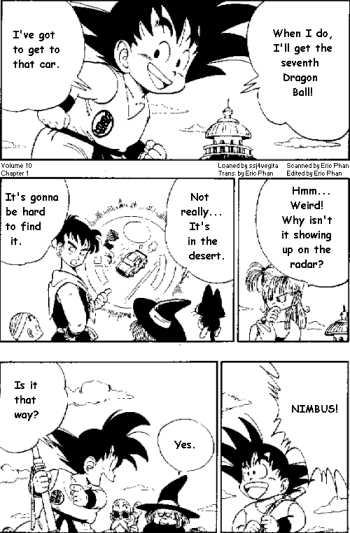 I've got
to get to
that car.
When I do,
I'll get the
seventh
Dragon
Ball!
Volume 10
Chapter 1
Loaned by ssj4vegita
Trans. by Eric Phan
Scanned by Eric Phan
Edited by Eric Phan
It's gonna
be hard
to find
it.
Not
really...
It's
in the
desert.
Hmm...
Weird!
Why isn't
it showing
up on the
radar?
Is it
that
way?
Yes.
NIMBUS!